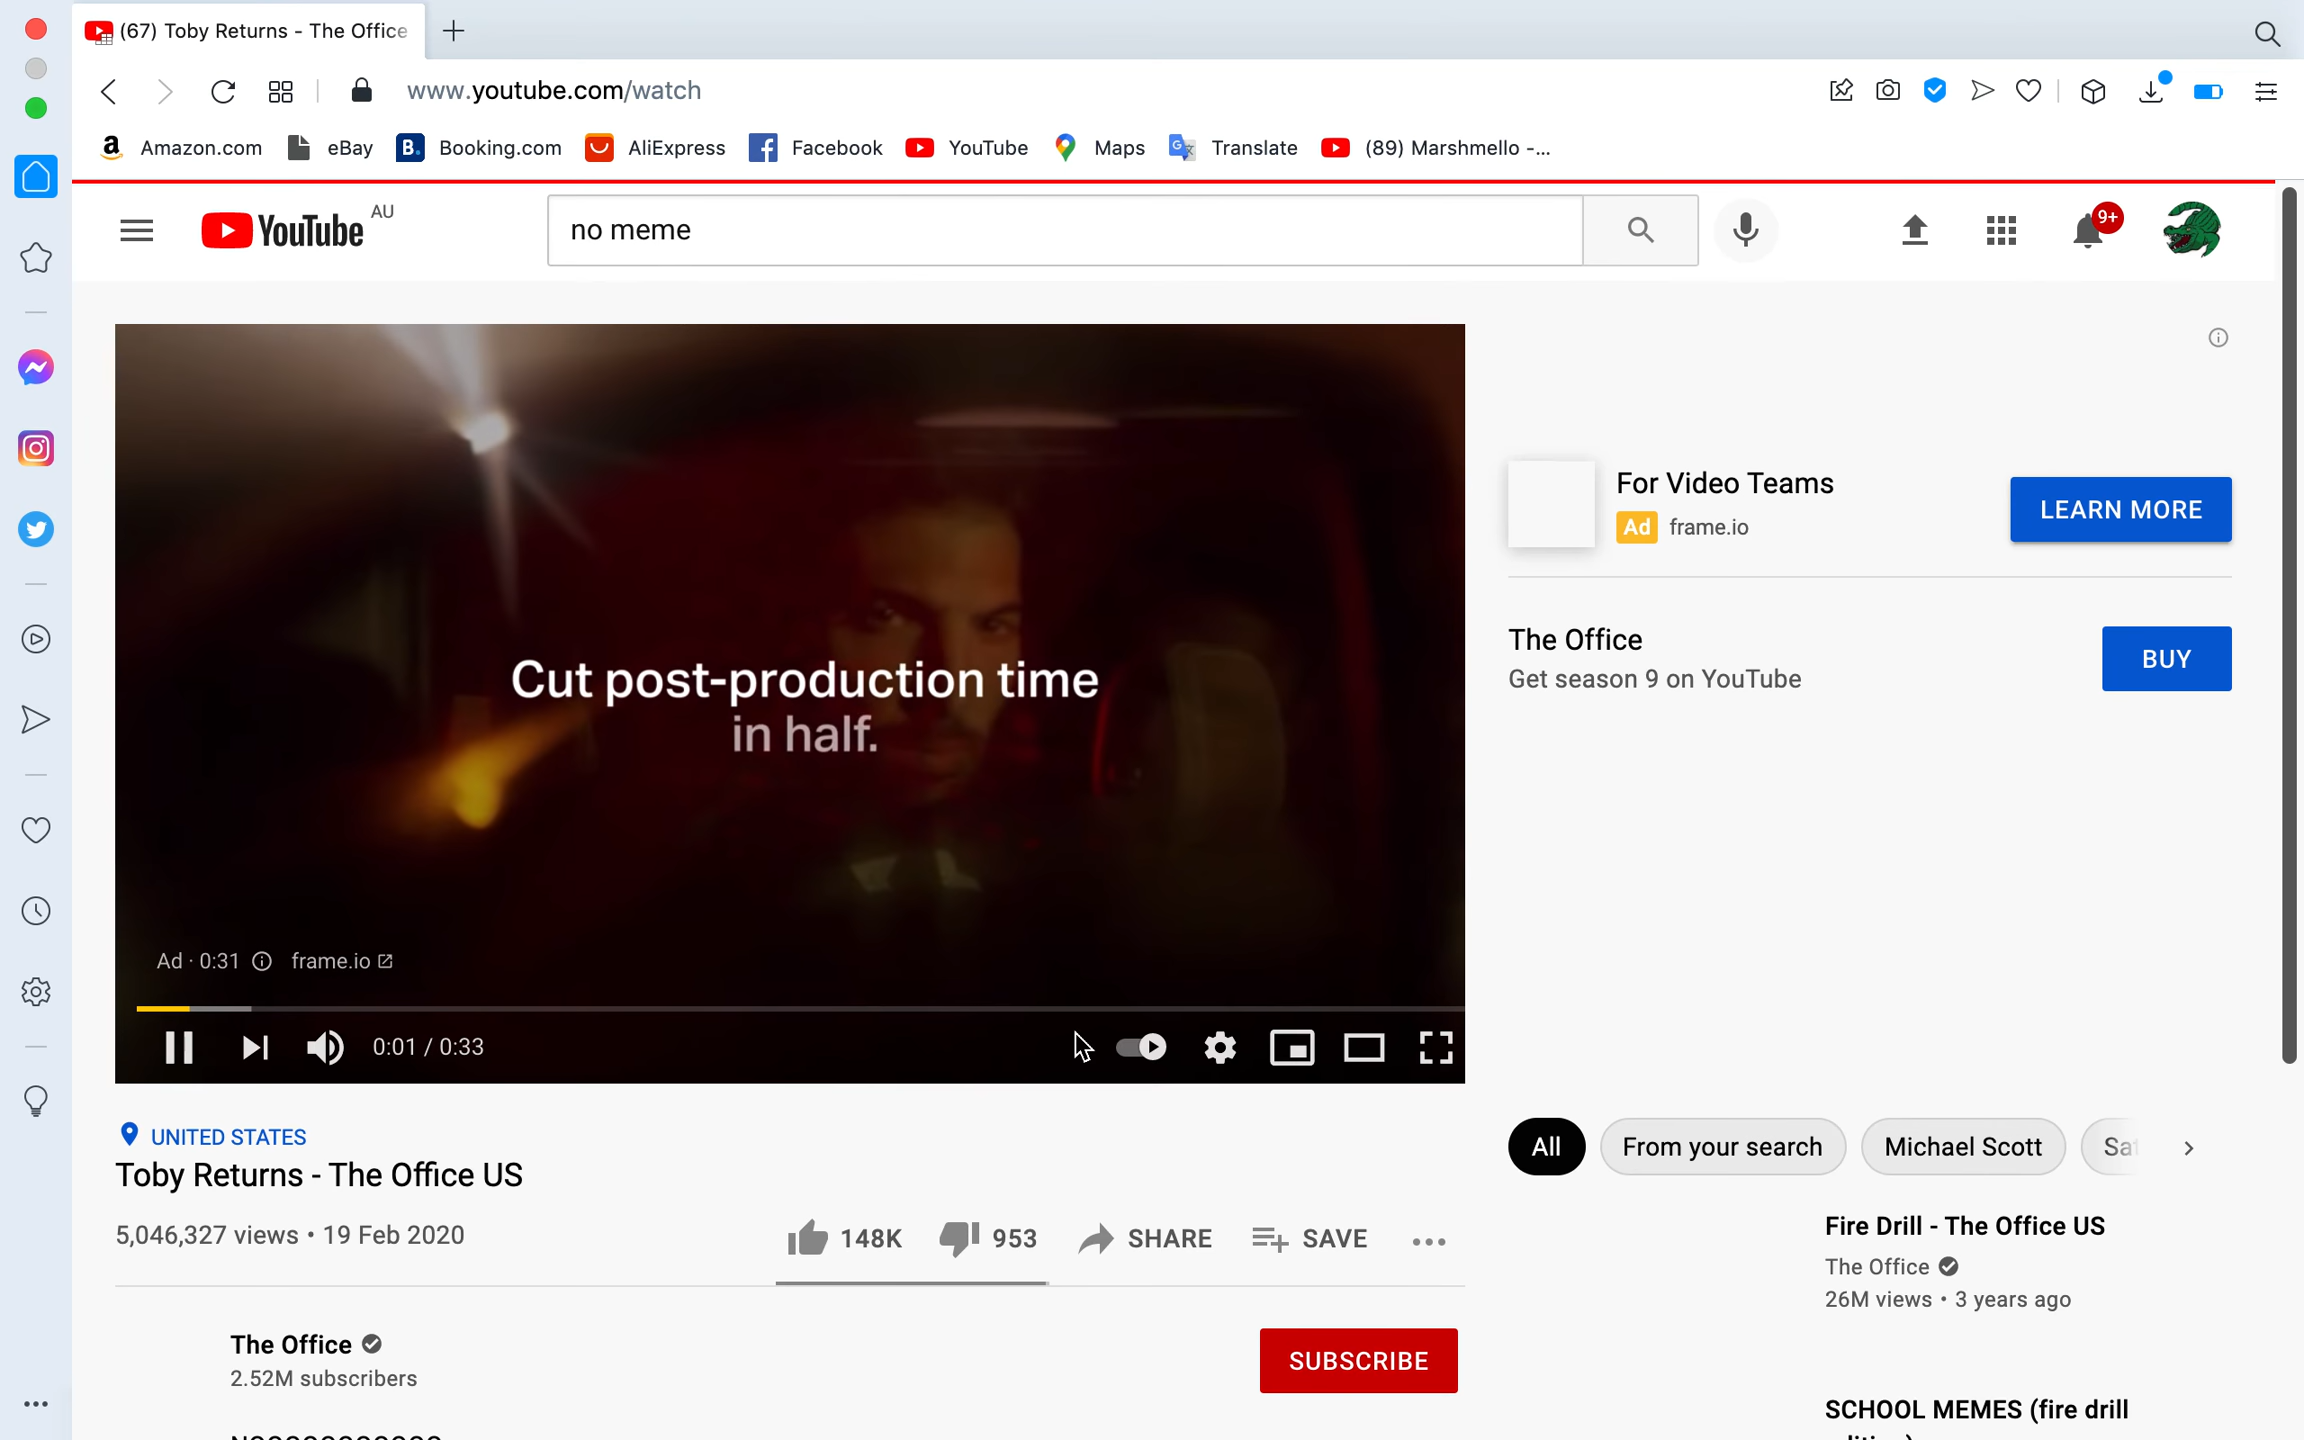 (67) Toby Returns - The Office
www.youtube.com/watch
a Amazon.com eBay B. Booking.com AliExpress Facebook YouTube Maps Translate (89) Marshmello -...
YouTube AU
no meme
9+
Cut post-production time
in half.
Ad · 0:31 frame.io
0:01 / 0:33
For Video Teams
Ad frame.io
LEARN MORE
The Office
Get season 9 on YouTube
BUY
UNITED STATES
Toby Returns - The Office US
5,046,327 views • 19 Feb 2020
148K 953 SHARE SAVE
The Office
2.52M subscribers
SUBSCRIBE
All From your search Michael Scott
Fire Drill - The Office US
The Office
26M views • 3 years ago
SCHOOL MEMES (fire drill